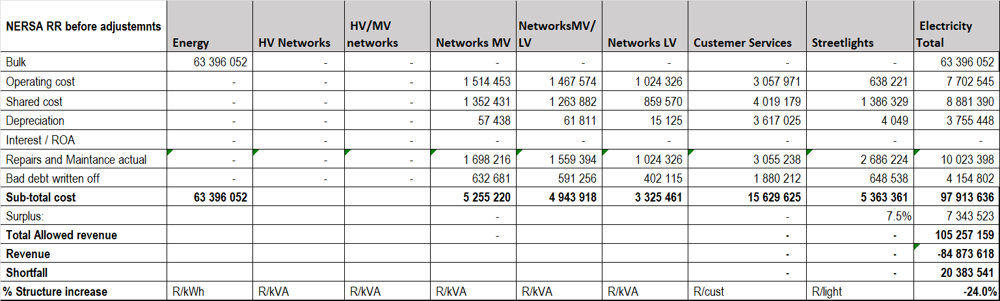 NERSA RR before adjustemnts Energy HV Networks HV/MV networks Networks MV NetworksMV/ LV Networks LV Custemer Services Streetlights Electricity Total
Bulk 63 396 052 - - - - - - - 63 396 052
Operating cost - - - 1 514 453 1 467 574 1 024 326 3 057 971 638 221 7 702 545
Shared cost - - - 1 352 431 1 263 882 859 570 4 019 179 1 386 329 8 881 390
Depreciation - - - 57 438 61 811 15 125 3 617 025 4 049 3 755 448
Interest / ROA - - - - - - - - -
Repairs and Maintance actual - - - 1 698 216 1 559 394 1 024 326 3 055 238 2 686 224 10 023 398
Bad debt written off - - - 632 681 591 256 402 115 1 880 212 648 538 4 154 802
Sub-total cost 63 396 052 5 255 220 4 943 918 3 325 461 15 629 625 5 363 361 97 913 636
Surplus: - - 7.5% 7 343 523
Total Allowed revenue - - - 105 257 159
Revenue - - -84 873 618
Shortfall - - 20 383 541
% Structure increase R/kWh R/kVA R/kVA R/kVA R/kVA R/kVA R/cust R/light -24.0%